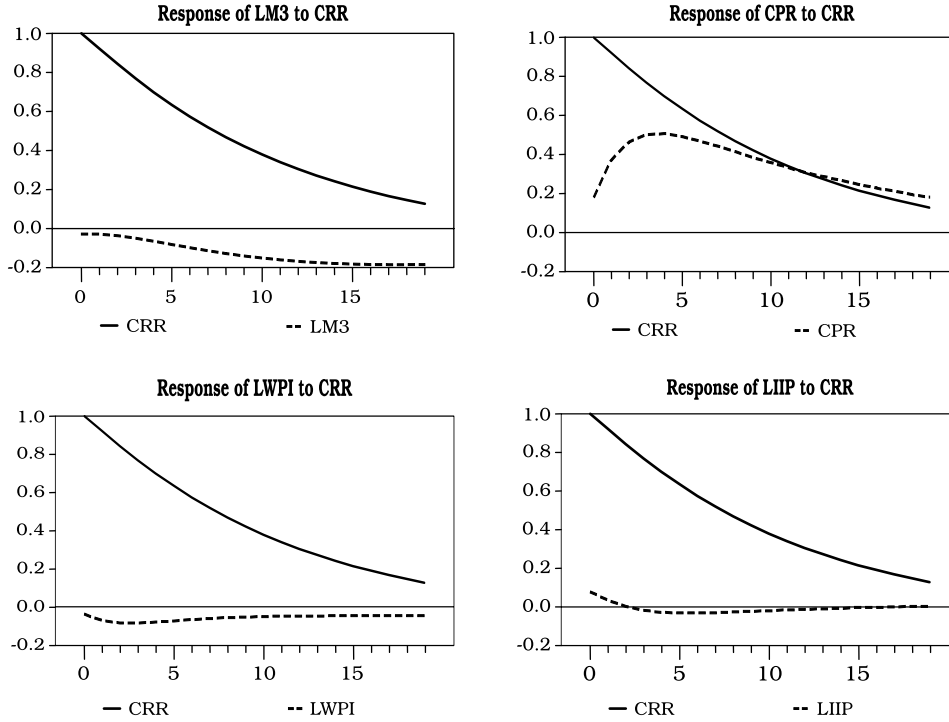 Response of LM3 to CRR
1.0
0.8
0.6
0.4
0.2
0.0
-0.2
0 5 10 15
CRR LM3
Response of CPR to CRR
1.0
0.8
0.6
0.4
0.2
0.0
-0.2
0 5 10 15
CRR CPR
Response of LWPI to CRR
1.0
0.8
0.6
0.4
0.2
0.0
-0.2
0 5 10 15
CRR LWPI
Response of LIIP to CRR
1.0
0.8
0.6
0.4
0.2
0.0
-0.2
0 5 10 15
CRR LIIP